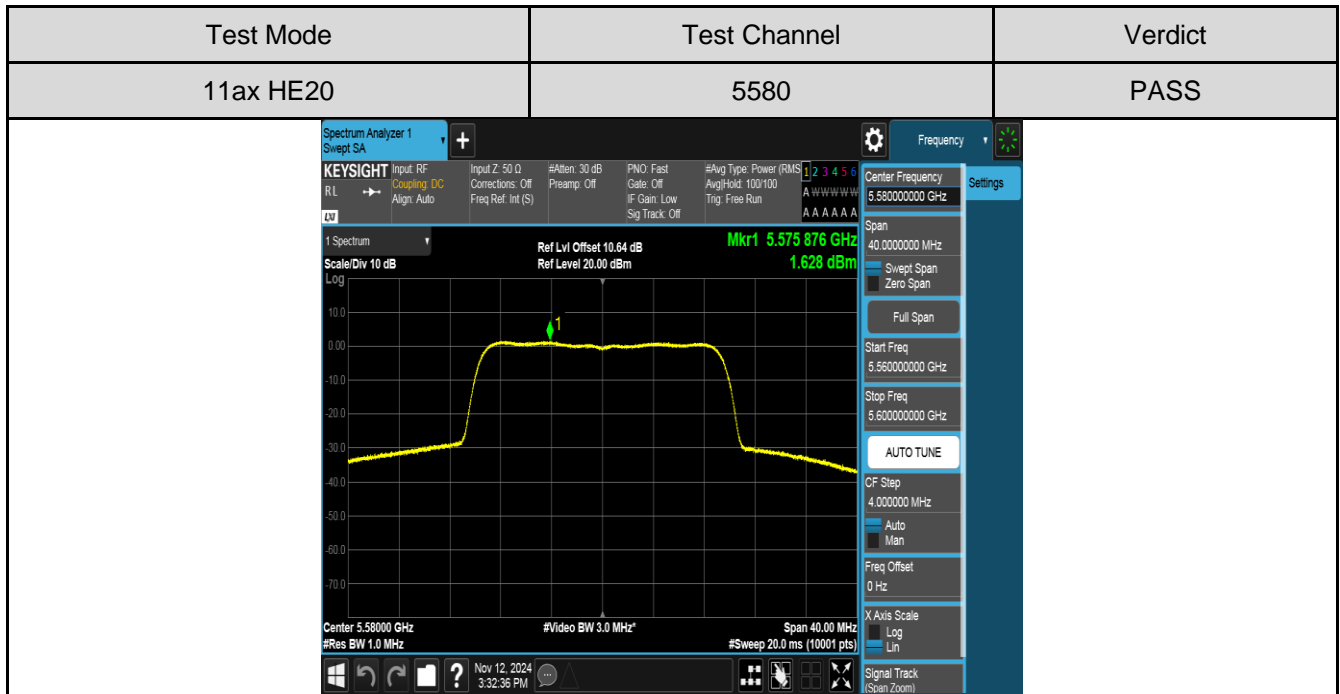 Test Mode Test Channel Verdict
11ax HE20 5580 PASS
Spectrum Analyzer 1
Swept SA
+
Frequency
KEYSIGHT Input: RF Input Z: 50 Ω #Atten: 30 dB PNO: Fast #Avg Type: Power (RMS 1 2 3 4 5 6
RL Coupling: DC Corrections: Off Preamp: Off Gate: Off Avg|Hold: 100/100 A W W W W W
Align: Auto Freq Ref: Int (S) IF Gain: Low Trig: Free Run
LXI Sig Track: Off A A A A A A
1 Spectrum Ref Lvl Offset 10.64 dB Mkr1 5.575 876 GHz
Scale/Div 10 dB Ref Level 20.00 dBm 1.628 dBm
Log
10.0
1
0.00
-10.0
-20.0
-30.0
-40.0
-50.0
-60.0
-70.0
Center 5.58000 GHz #Video BW 3.0 MHz* Span 40.00 MHz
#Res BW 1.0 MHz #Sweep 20.0 ms (10001 pts)
? Nov 12, 2024
3:32:36 PM
Center Frequency Settings
5.580000000 GHz
Span
40.0000000 MHz
Swept Span
Zero Span
Full Span
Start Freq
5.560000000 GHz
Stop Freq
5.600000000 GHz
AUTO TUNE
CF Step
4.000000 MHz
Auto
Man
Freq Offset
0 Hz
X Axis Scale
Log
Lin
Signal Track
(Span Zoom)